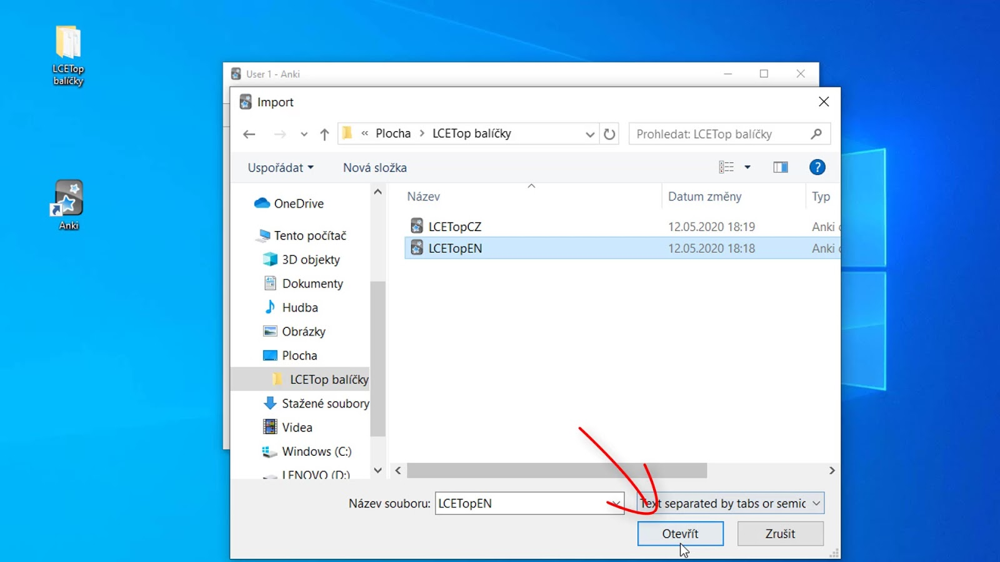 LCETop
balíčky
Anki
User 1 - Anki
Import
« Plocha > LCETop balíčky
Prohledat: LCETop balíčky
Uspořádat
Nová složka
?
OneDrive
Tento počítač
3D objekty
Dokumenty
Hudba
Obrázky
Plocha
LCETop balíčky
Stažené soubory
Videa
Windows (C:)
LENOVO (D:)
Název
Datum změny
Typ
LCETopCZ
12.05.2020 18:19
Anki
LCETopEN
12.05.2020 18:18
Anki
Název souboru:
LCETopEN
Text separated by tabs or semic
Otevřít
Zrušit